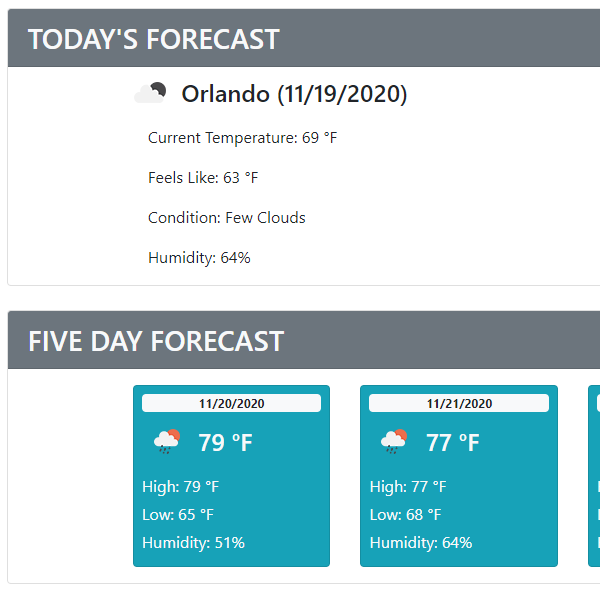 TODAY'S FORECAST
Orlando (11/19/2020)
Current Temperature: 69 °F
Feels Like: 63 °F
Condition: Few Clouds
Humidity: 64%
FIVE DAY FORECAST
11/20/2020
79 °F
High: 79 °F
Low: 65 °F
Humidity: 51%
11/21/2020
77 °F
High: 77 °F
Low: 68 °F
Humidity: 64%